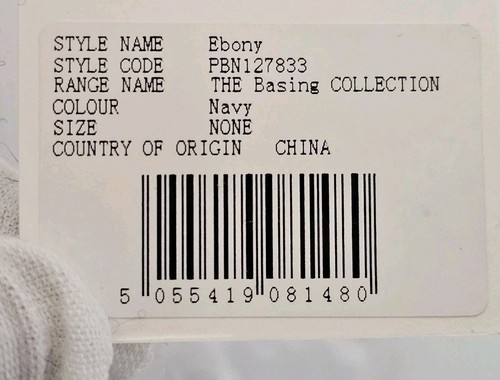 STYLE NAME Ebony
STYLE CODE PBN127833
RANGE NAME THE Basing COLLECTION
COLOUR Navy
SIZE NONE
COUNTRY OF ORIGIN CHINA
5 055419 081480